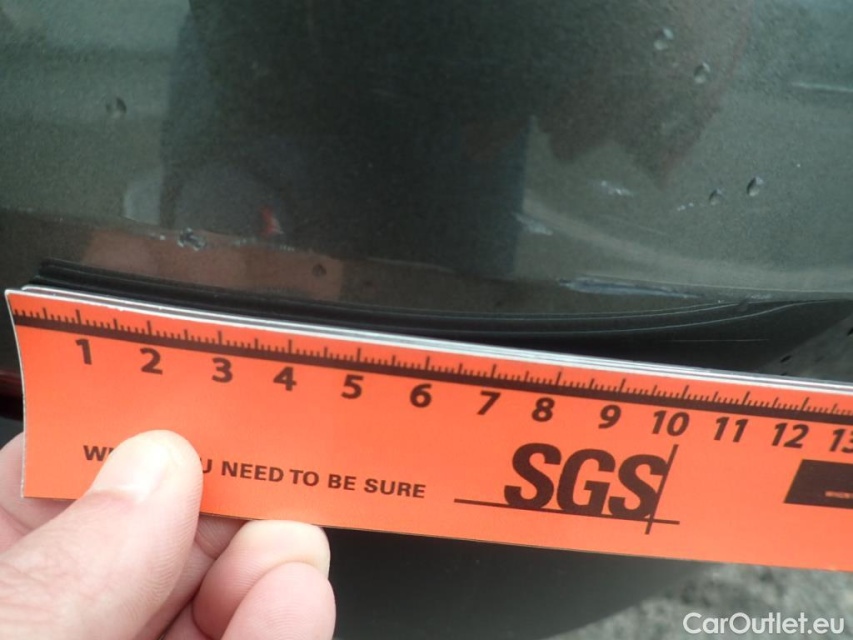 1 2 3 4 5 6 7 8 9 10 11 12 13
NEED TO BE SURE
SGS
CarOutlet.eu